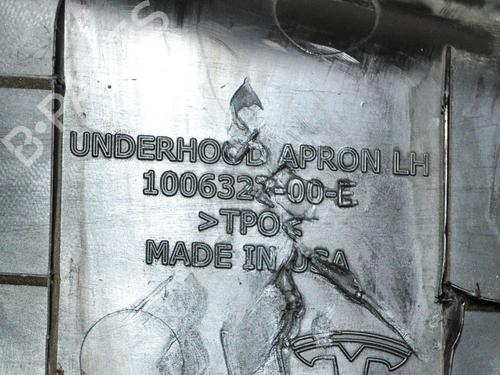 UNDERHOOD APRON LH
>TPO<
MADE IN USA